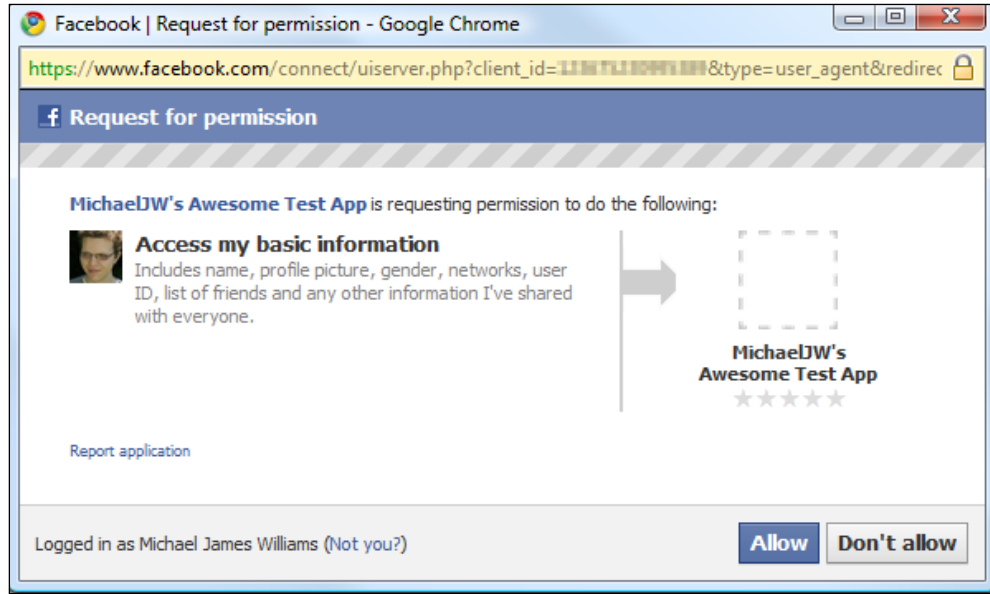 Facebook | Request for permission - Google Chrome
https://www.facebook.com/connect/uiserver.php?client_id= &type=user_agent&redirec
f Request for permission
MichaelJW's Awesome Test App is requesting permission to do the following:
Access my basic information
Includes name, profile picture, gender, networks, user
ID, list of friends and any other information I've shared
with everyone.
MichaelJW's
Awesome Test App
Report application
Logged in as Michael James Williams (Not you?)
Allow
Don't allow